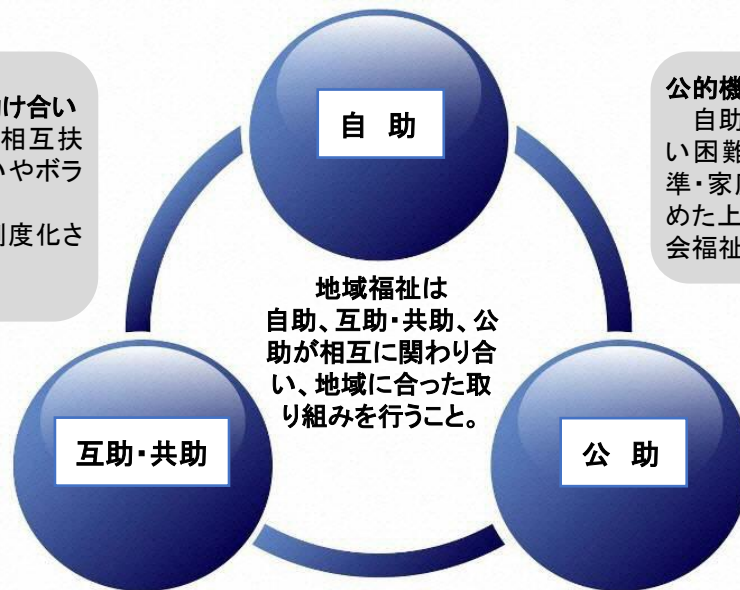 自 助
け合い
相互扶
いやボラ
制度化さ
公的機
自助
い困難
準・家
めた上
会福祉
地域福祉は
自助、互助・共助、公
助が相互に関わり合
い、地域に合った取
り組みを行うこと。
互助・共助
公 助